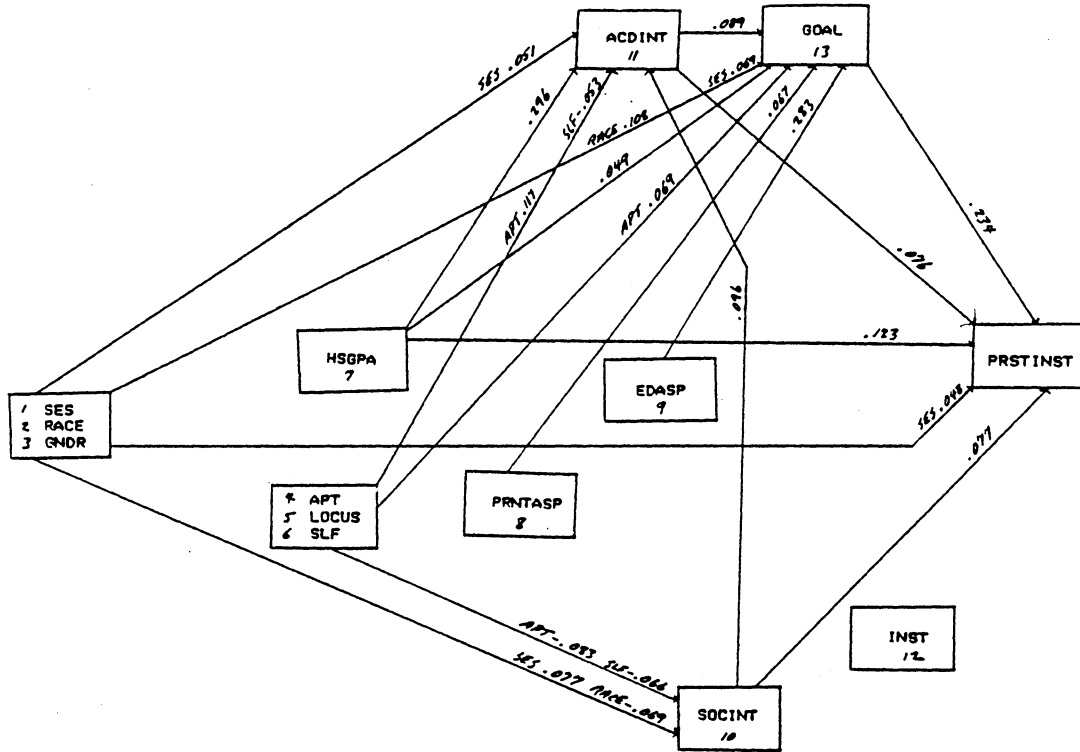 ACDINT
11
.089
GOAL
13
SES .051
.296
SLF-.053
SES.069
RACE .108
.067
.283
.049
APT .117
APT .069
.234
.076
.096
HSGPA
7
.123
EDASP
9
PRSTINST
1 SES
2 RACE
3 GNDR
SES.048
.077
4 APT
5 LOCUS
6 SLF
PRNTASP
8
INST
12
APT-.083 SLF-.066
SES .077 RACE-.069
SOCINT
10